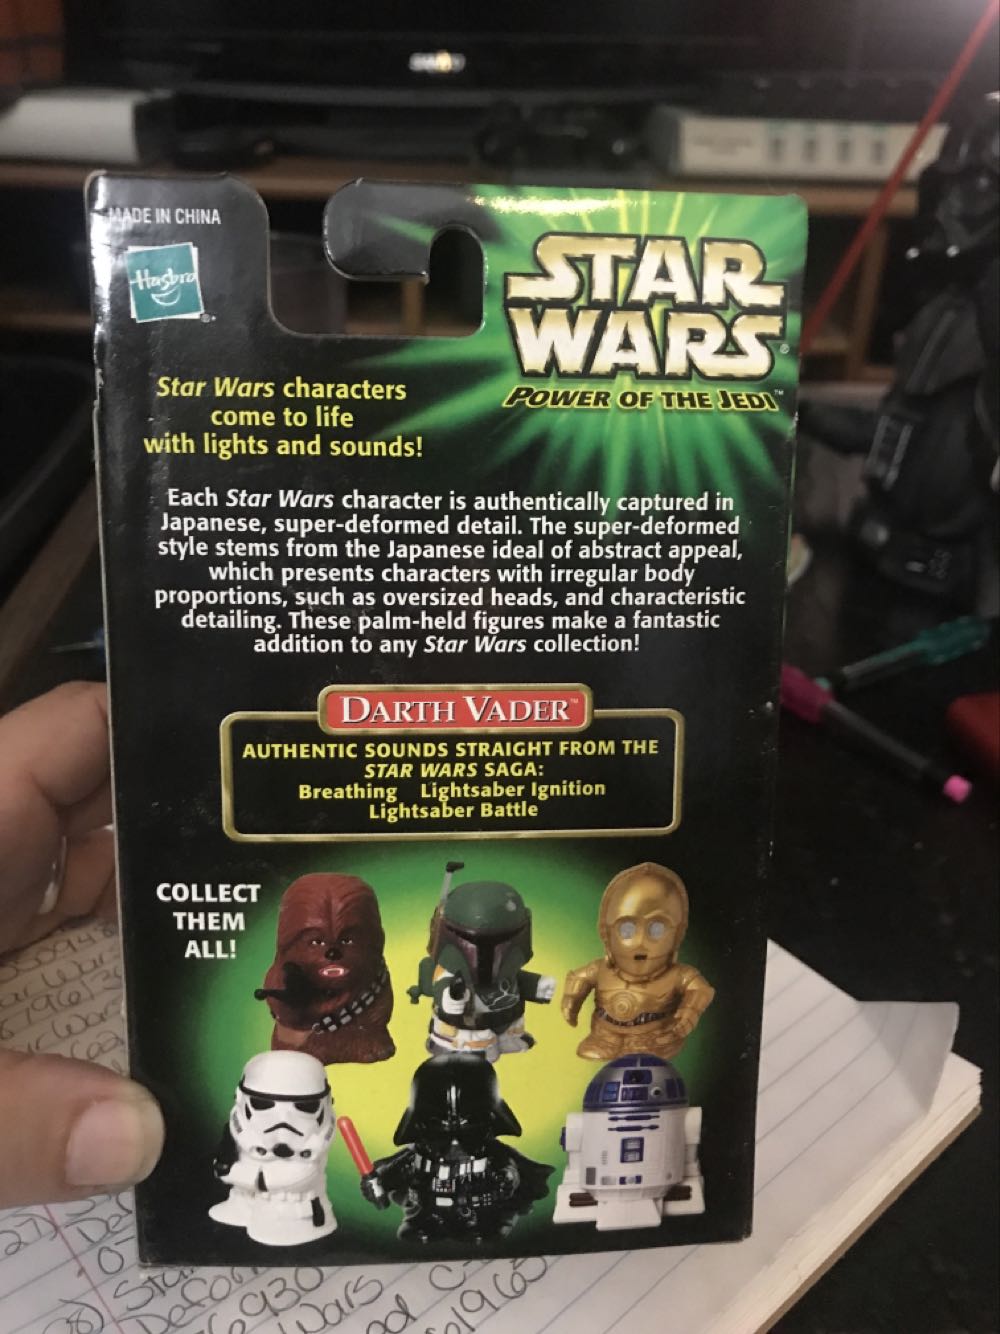 MADE IN CHINA
Hasbro
STAR
WARS
POWER OF THE JEDI™
Star Wars characters
come to life
with lights and sounds!
Each Star Wars character is authentically captured in
Japanese, super-deformed detail. The super-deformed
style stems from the Japanese ideal of abstract appeal,
which presents characters with irregular body
proportions, such as oversized heads, and characteristic
detailing. These palm-held figures make a fantastic
addition to any Star Wars collection!
DARTH VADER™
AUTHENTIC SOUNDS STRAIGHT FROM THE
STAR WARS SAGA:
Breathing Lightsaber Ignition
Lightsaber Battle
COLLECT
THEM
ALL!
Wars